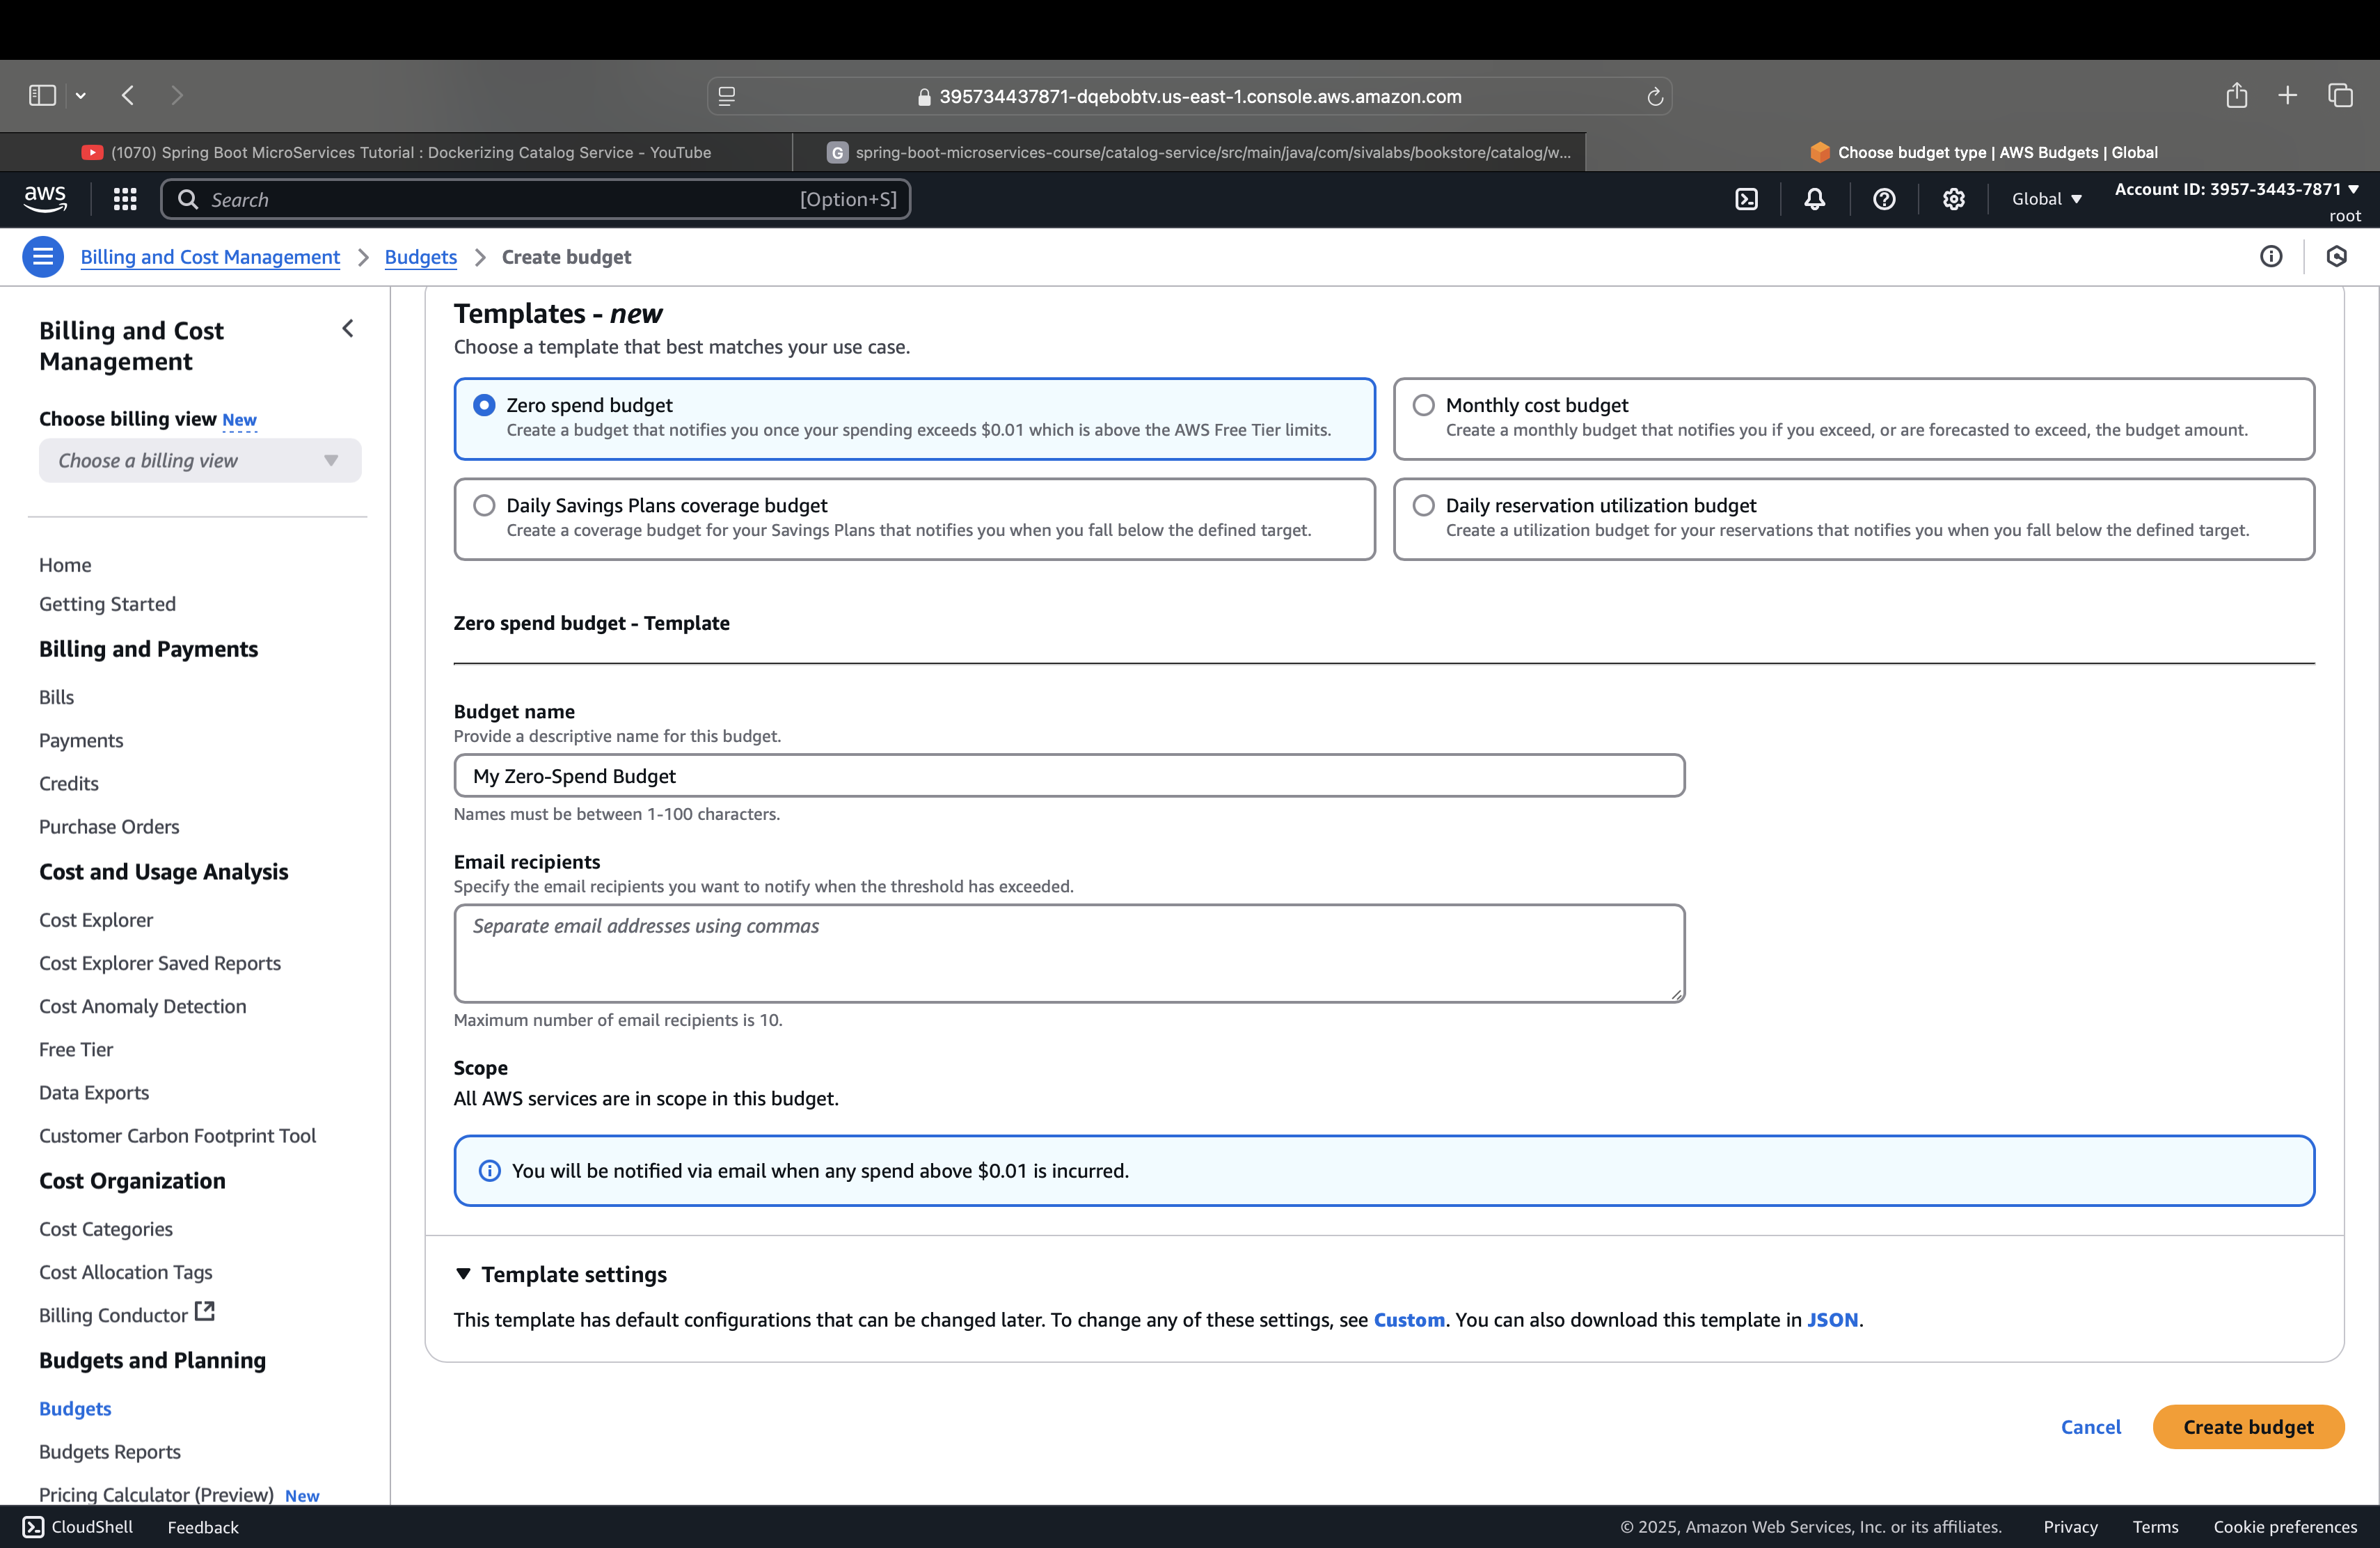 395734437871-dqebobtv.us-east-1.console.aws.amazon.com
(1070) Spring Boot MicroServices Tutorial : Dockerizing Catalog Service - YouTube
G spring-boot-microservices-course/catalog-service/src/main/java/com/sivalabs/bookstore/catalog/w...
Choose budget type | AWS Budgets | Global
aws
Search
[Option+S]
Global
Account ID: 3957-3443-7871
root
Billing and Cost Management
Budgets
Create budget
Billing and Cost
Management
Choose billing view New
Choose a billing view
Home
Getting Started
Billing and Payments
Bills
Payments
Credits
Purchase Orders
Cost and Usage Analysis
Cost Explorer
Cost Explorer Saved Reports
Cost Anomaly Detection
Free Tier
Data Exports
Customer Carbon Footprint Tool
Cost Organization
Cost Categories
Cost Allocation Tags
Billing Conductor
Budgets and Planning
Budgets
Budgets Reports
Pricing Calculator (Preview) New
Templates - new
Choose a template that best matches your use case.
Zero spend budget
Create a budget that notifies you once your spending exceeds $0.01 which is above the AWS Free Tier limits.
Monthly cost budget
Create a monthly budget that notifies you if you exceed, or are forecasted to exceed, the budget amount.
Daily Savings Plans coverage budget
Create a coverage budget for your Savings Plans that notifies you when you fall below the defined target.
Daily reservation utilization budget
Create a utilization budget for your reservations that notifies you when you fall below the defined target.
Zero spend budget - Template
Budget name
Provide a descriptive name for this budget.
My Zero-Spend Budget
Names must be between 1-100 characters.
Email recipients
Specify the email recipients you want to notify when the threshold has exceeded.
Separate email addresses using commas
Maximum number of email recipients is 10.
Scope
All AWS services are in scope in this budget.
You will be notified via email when any spend above $0.01 is incurred.
Template settings
This template has default configurations that can be changed later. To change any of these settings, see Custom. You can also download this template in JSON.
Cancel
Create budget
CloudShell
Feedback
© 2025, Amazon Web Services, Inc. or its affiliates.
Privacy
Terms
Cookie preferences